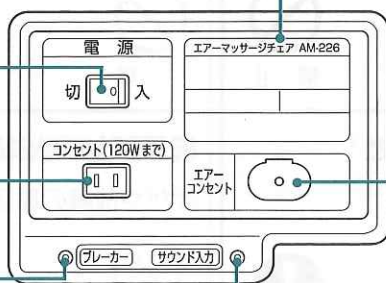 電 源
切 入
エアーマッサージチェア AM-226
コンセント(120Wまで)
エアー
コンセント
ブレーカー サウンド入力